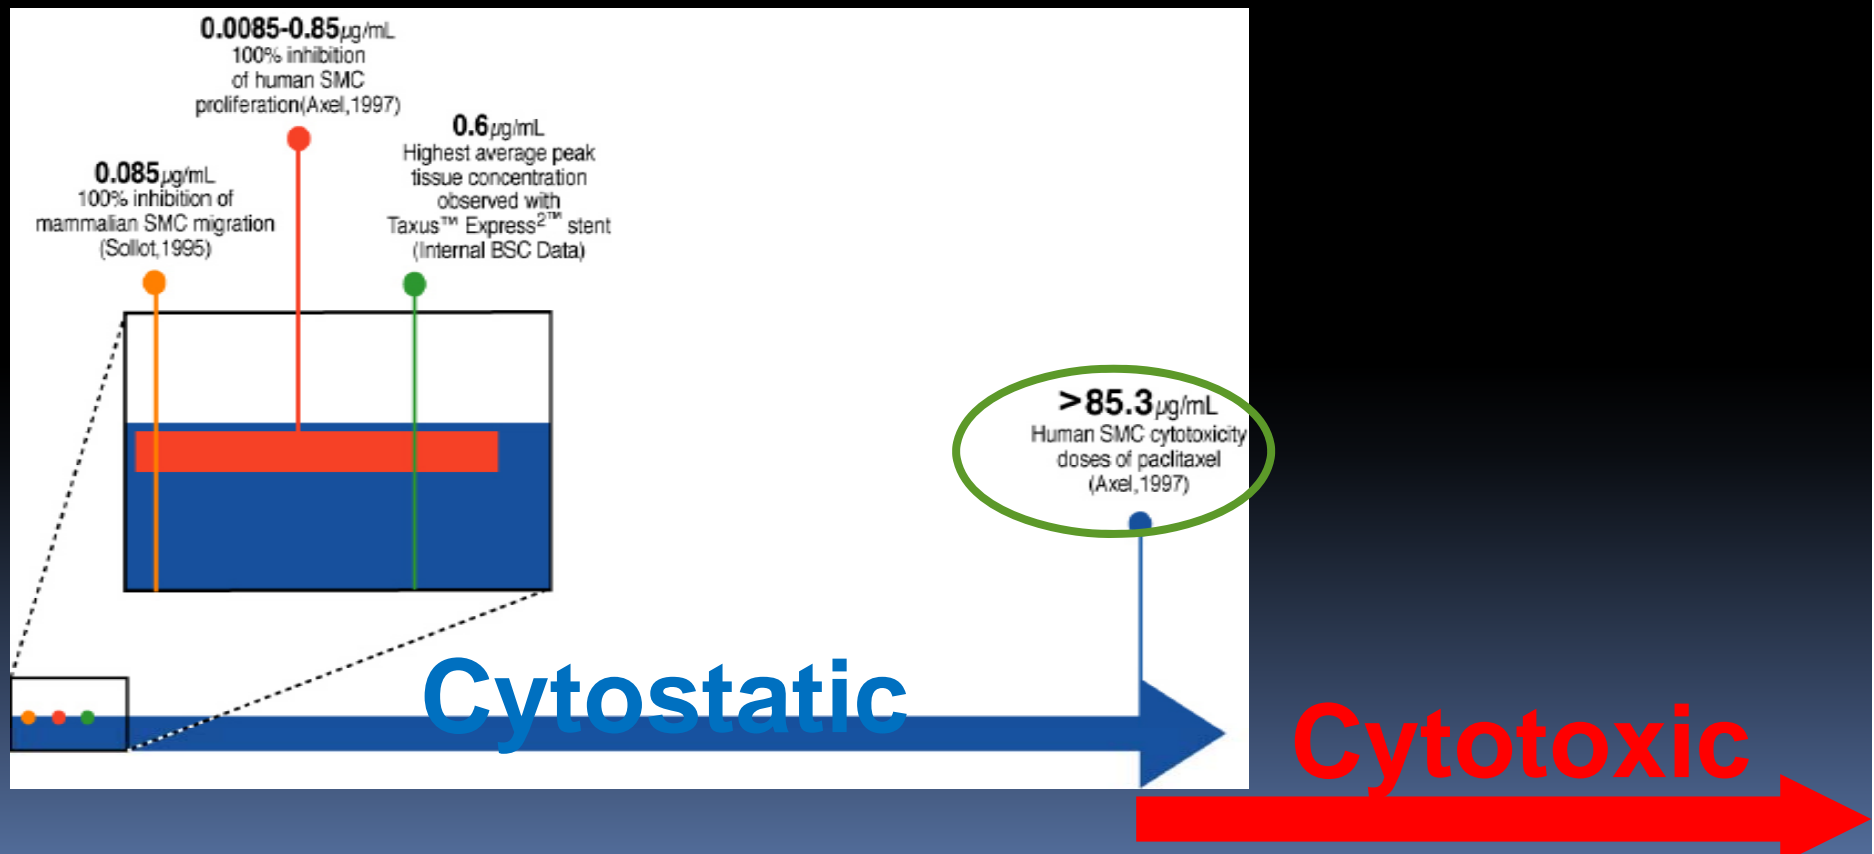 0.0085-0.85µg/mL
100% inhibition
of human SMC
proliferation(Axel,1997)
0.085µg/mL
100% inhibition of
mammalian SMC migration
(Sollot,1995)
0.6µg/mL
Highest average peak
tissue concentration
observed with
Taxus™ Express²™ stent
(Internal BSC Data)
>85.3µg/mL
Human SMC cytotoxicity
doses of paclitaxel
(Axel,1997)
Cytostatic
Cytotoxic